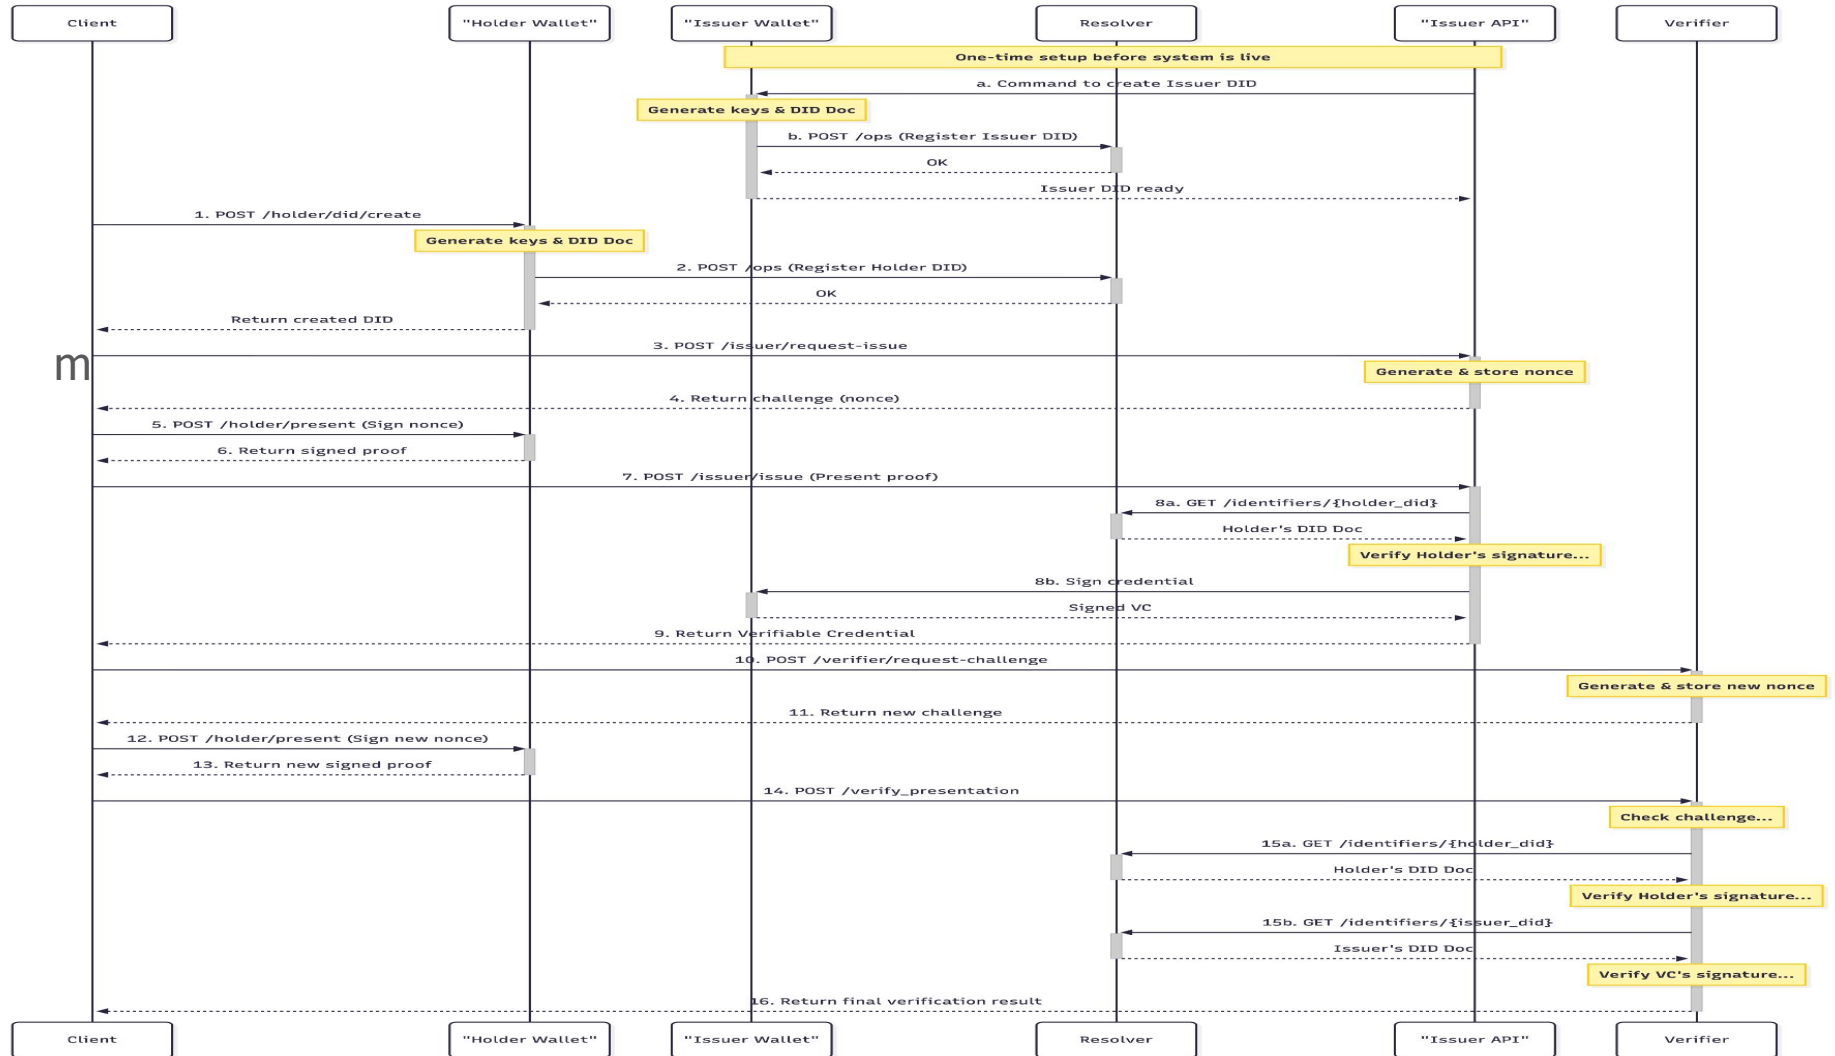 Client
"Holder Wallet"
"Issuer Wallet"
Resolver
"Issuer API"
Verifier
One-time setup before system is live
a. Command to create Issuer DID
Generate keys & DID Doc
b. POST /ops (Register Issuer DID)
OK
Issuer DID ready
1. POST /holder/did/create
Generate keys & DID Doc
2. POST /ops (Register Holder DID)
OK
Return created DID
3. POST /issuer/request-issue
m
Generate & store nonce
4. Return challenge (nonce)
5. POST /holder/present (Sign nonce)
6. Return signed proof
7. POST /issuer/issue (Present proof)
8a. GET /identifiers/{holder_did}
Holder's DID Doc
Verify Holder's signature...
8b. Sign credential
Signed VC
9. Return Verifiable Credential
10. POST /verifier/request-challenge
Generate & store new nonce
11. Return new challenge
12. POST /holder/present (Sign new nonce)
13. Return new signed proof
14. POST /verify_presentation
Check challenge...
15a. GET /identifiers/{holder_did}
Holder's DID Doc
Verify Holder's signature...
15b. GET /identifiers/{issuer_did}
Issuer's DID Doc
Verify VC's signature...
16. Return final verification result
Client
"Holder Wallet"
"Issuer Wallet"
Resolver
"Issuer API"
Verifier